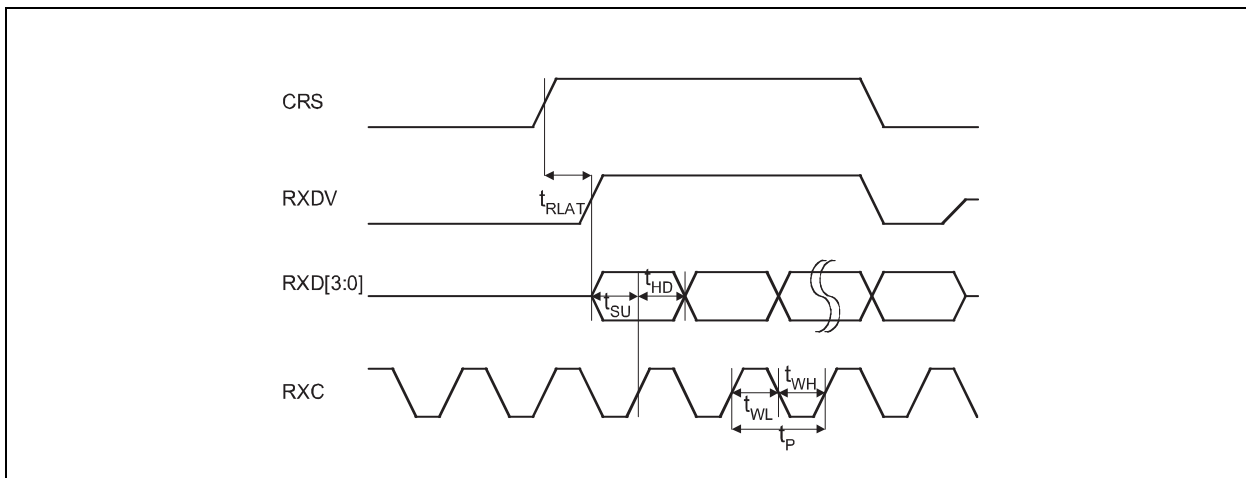 CRS
RXDV
tRLAT
RXD[3:0]
tHD
tSU
RXC
tWH
tWL
tP